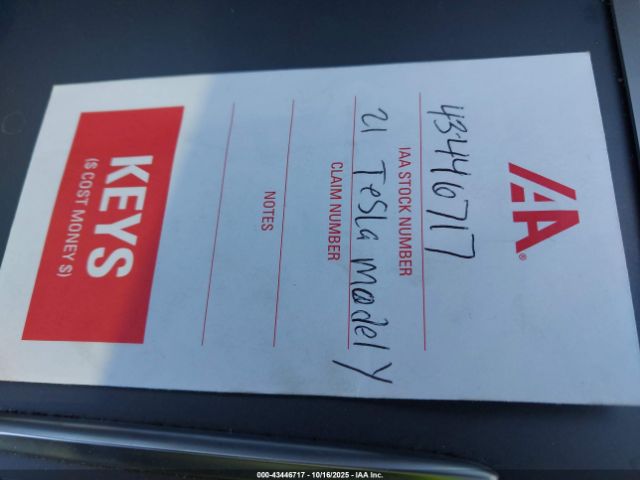 IAA®
43446717
IAA STOCK NUMBER
21 Tesla model Y
CLAIM NUMBER
NOTES
KEYS
($ COST MONEY $)
000-43446717 | 10/16/2025 | IAA Inc.